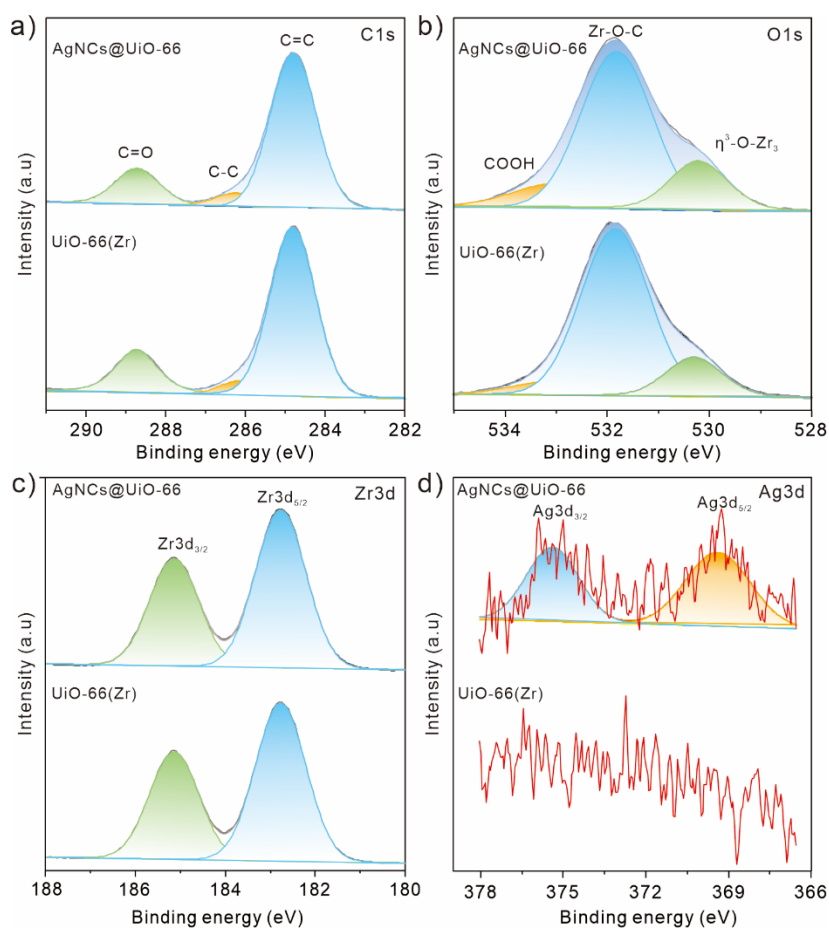 a)
C=C
C1s
AgNCs@UiO-66
C=O
C-C
UiO-66(Zr)
Intensity (a.u)
290 288 286 284 282
Binding energy (eV)
b)
Zr-O-C
O1s
AgNCs@UiO-66
η³-O-Zr₃
COOH
UiO-66(Zr)
Intensity (a.u)
534 532 530 528
Binding energy (eV)
c)
AgNCs@UiO-66
Zr3d₅/₂
Zr3d
Zr3d₃/₂
UiO-66(Zr)
Intensity (a.u)
188 186 184 182 180
Binding energy (eV)
d)
AgNCs@UiO-66
Ag3d
Ag3d₃/₂
Ag3d₅/₂
UiO-66(Zr)
Intensity (a.u)
378 375 372 369 366
Binding energy (eV)